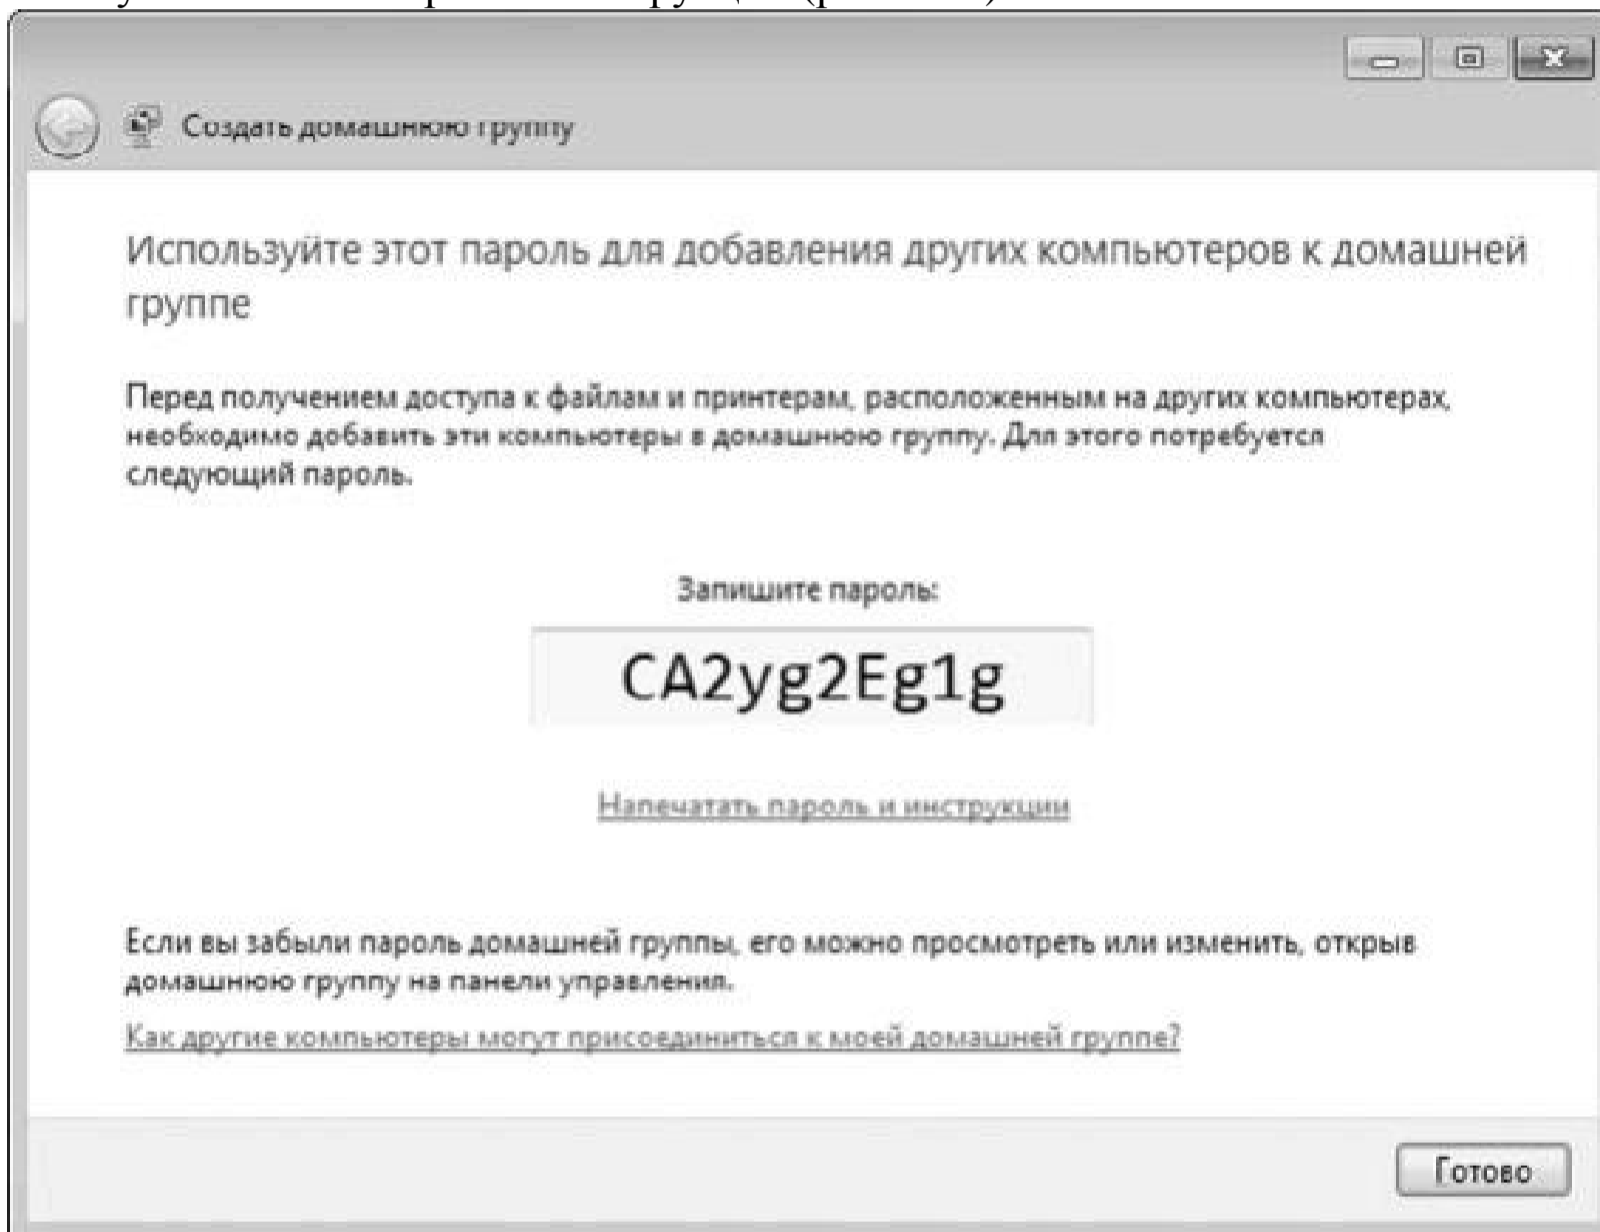 Создать домашнюю группу
Используйте этот пароль для добавления других компьютеров к домашней
группе
Перед получением доступа к файлам и принтерам, расположенным на других компьютерах,
необходимо добавить эти компьютеры в домашнюю группу. Для этого потребуется
следующий пароль.
Запишите пароль:
CA2yg2Eg1g
Напечатать пароль и инструкции
Если вы забыли пароль домашней группы, его можно просмотреть или изменить, открыв
домашнюю группу на панели управления.
Как другие компьютеры могут присоединиться к моей домашней группе?
Готово